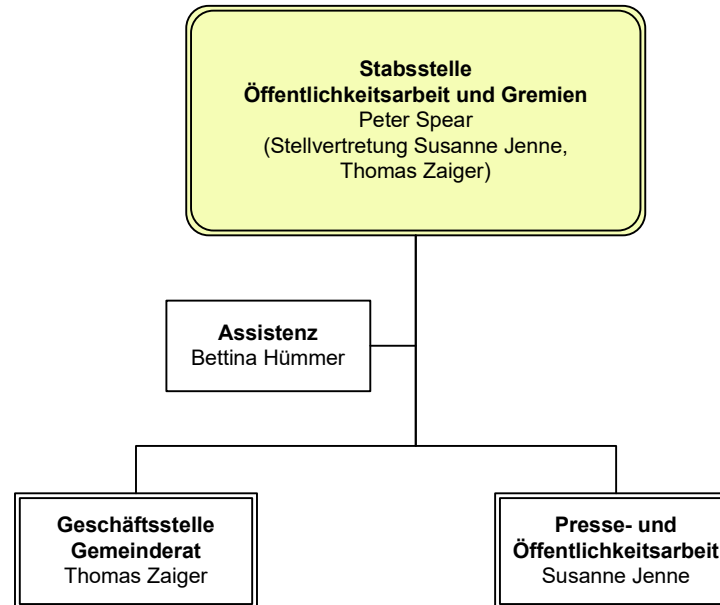 Stabsstelle
Öffentlichkeitsarbeit und Gremien
Peter Spear
(Stellvertretung Susanne Jenne,
Thomas Zaiger)
Assistenz
Bettina Hümmer
Geschäftsstelle
Gemeinderat
Thomas Zaiger
Presse- und
Öffentlichkeitsarbeit
Susanne Jenne